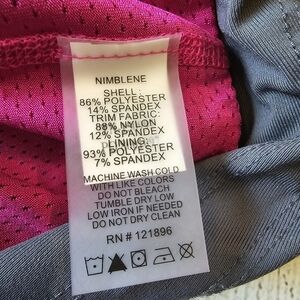 NIMBLENE
SHELL:
86% POLYESTER
14% SPANDEX
TRIM FABRIC:
88% NYLON
12% SPANDEX
LINING:
93% POLYESTER
7% SPANDEX
MACHINE WASH COLD
WITH LIKE COLORS
DO NOT BLEACH
TUMBLE DRY LOW
LOW IRON IF NEEDED
DO NOT DRY CLEAN
RN # 121896